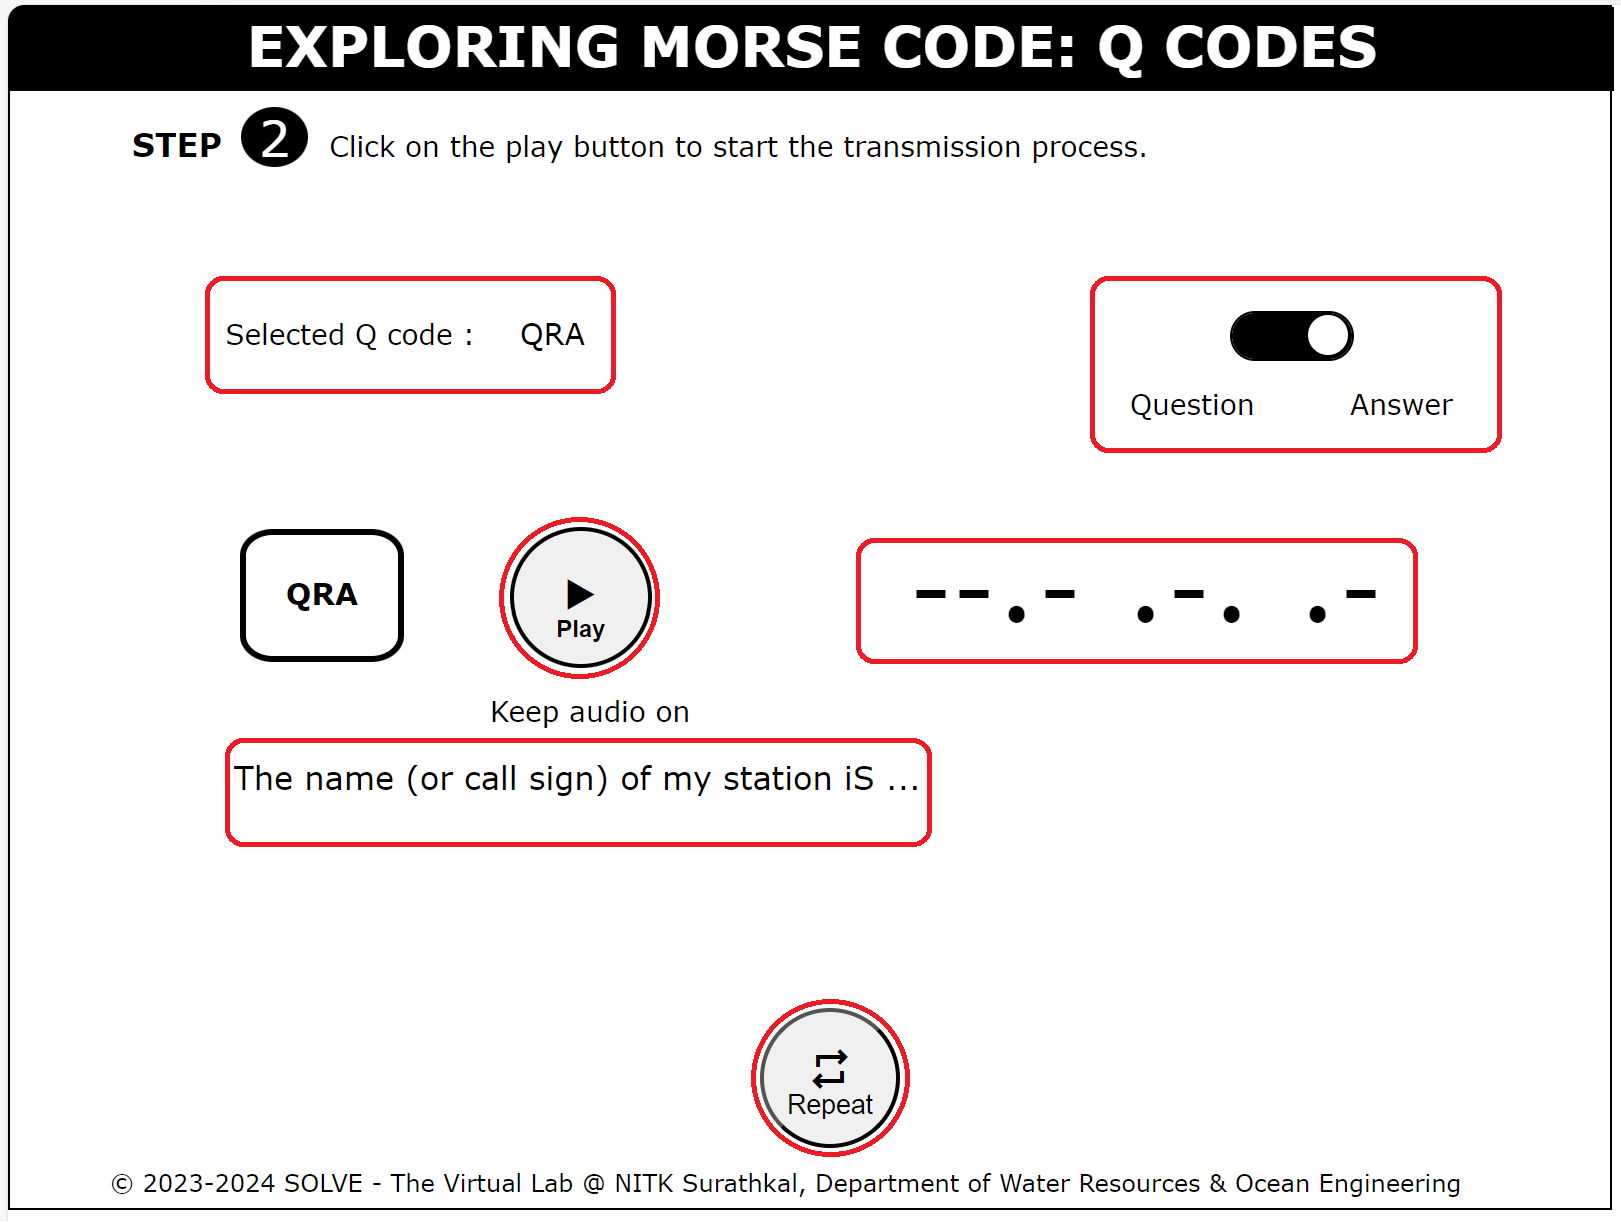 EXPLORING MORSE CODE: Q CODES
STEP 2 Click on the play button to start the transmission process.
Selected Q code : QRA
Question Answer
QRA
Play
--.- .-. .-
Keep audio on
The name (or call sign) of my station iS ...
Repeat
© 2023-2024 SOLVE - The Virtual Lab @ NITK Surathkal, Department of Water Resources & Ocean Engineering